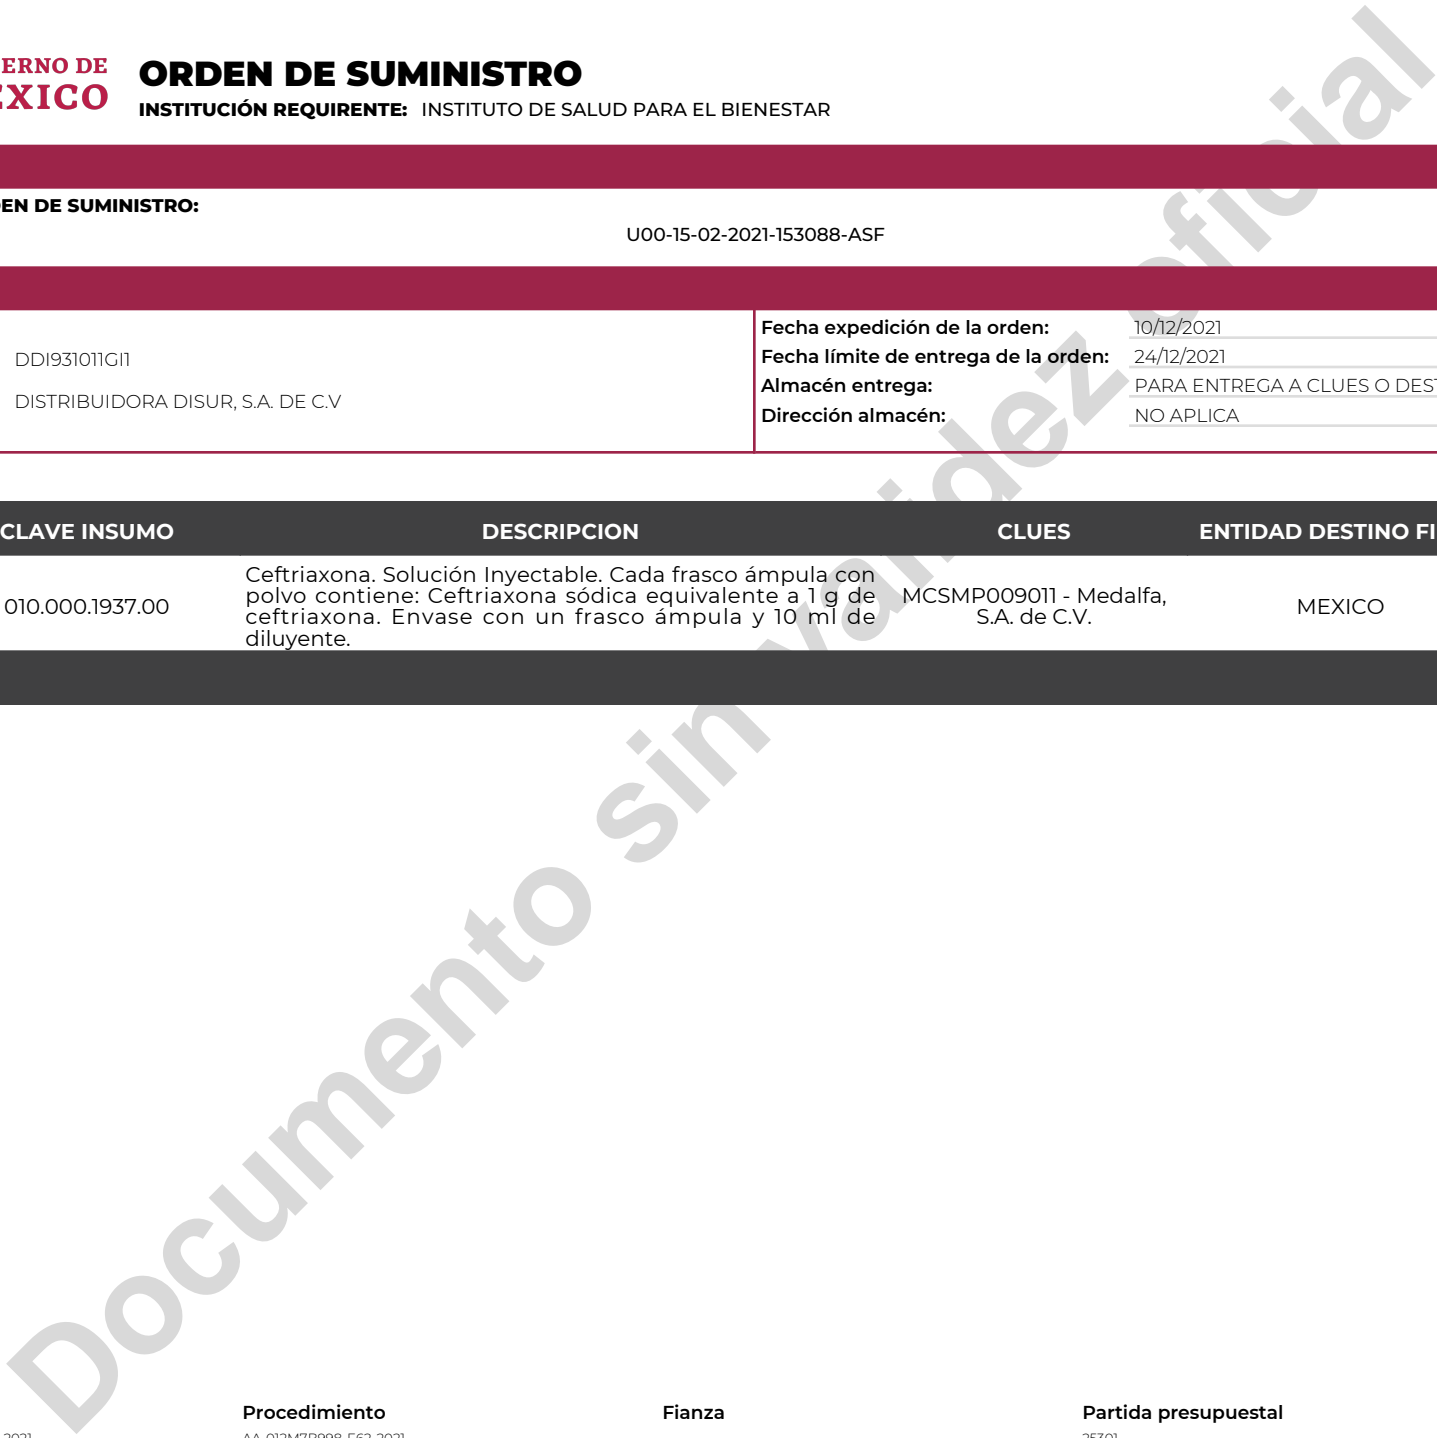 ERNO DE
ÉXICO
ORDEN DE SUMINISTRO
INSTITUCIÓN REQUIRENTE: INSTITUTO DE SALUD PARA EL BIENESTAR
EN DE SUMINISTRO:
U00-15-02-2021-153088-ASF
DDI931011GI1
DISTRIBUIDORA DISUR, S.A. DE C.V
Fecha expedición de la orden: 10/12/2021
Fecha límite de entrega de la orden: 24/12/2021
Almacén entrega: PARA ENTREGA A CLUES O DEST
Dirección almacén: NO APLICA
CLAVE INSUMO DESCRIPCION CLUES ENTIDAD DESTINO FI
010.000.1937.00
Ceftriaxona. Solución Inyectable. Cada frasco ámpula con
polvo contiene: Ceftriaxona sódica equivalente a 1 g de
ceftriaxona. Envase con un frasco ámpula y 10 ml de
diluyente.
MCSMP009011 - Medalfa,
S.A. de C.V.
MEXICO
Documento sin validez oficial
Procedimiento Fianza Partida presupuestal